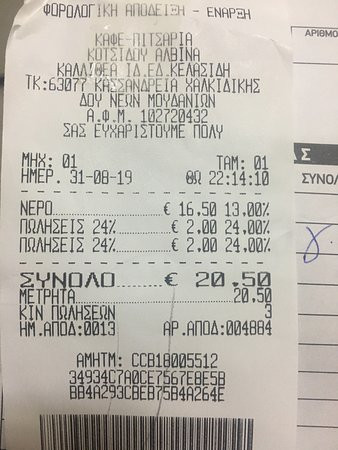 ΦΟΡΟΛΟΓΙΚΗ ΑΠΟΔΕΙΞΗ - ΕΝΑΡΞΗ
ΚΑΦΕ-ΠΙΤΣΑΡΙΑ
ΚΟΤΣΙΔΟΥ ΑΛΒΙΝΑ
ΚΑΛΛΙΘΕΑ ΙΔ.ΕΔ.ΚΕΛΑΣΙΔΗ
ΤΚ:63077 ΚΑΣΣΑΝΔΡΕΙΑ ΧΑΛΚΙΔΙΚΗΣ
ΔΟΥ ΝΕΩΝ ΜΟΥΔΑΝΙΩΝ
Α.Φ.Μ. 102720432
ΣΑΣ ΕΥΧΑΡΙΣΤΟΥΜΕ ΠΟΛΥ
ΜΗΧ: 01 ΤΑΜ: 01
ΗΜΕΡ. 31-08-19 ΘΩ 22:14:10
ΝΕΡΟ € 16,50 13.00%
ΠΩΛΗΣΕΙΣ 24% € 2,00 24.00%
ΠΩΛΗΣΕΙΣ 24% € 2,00 24.00%
ΣΥΝΟΛΟ € 20,50
ΜΕΤΡΗΤΑ 20,50
ΚΙΝ ΠΩΛΗΣΕΩΝ 3
ΗΜ.ΑΠΟΔ:0013 ΑΡ.ΑΠΟΔ:004884
ΑΜΗΤΜ: CCB18005512
34934C7A0CE7567E8E5B
BB4A293CBEB75B4A264E
ΑΡΙΘΜΟ
Σ
ΣΥΝΟΛ